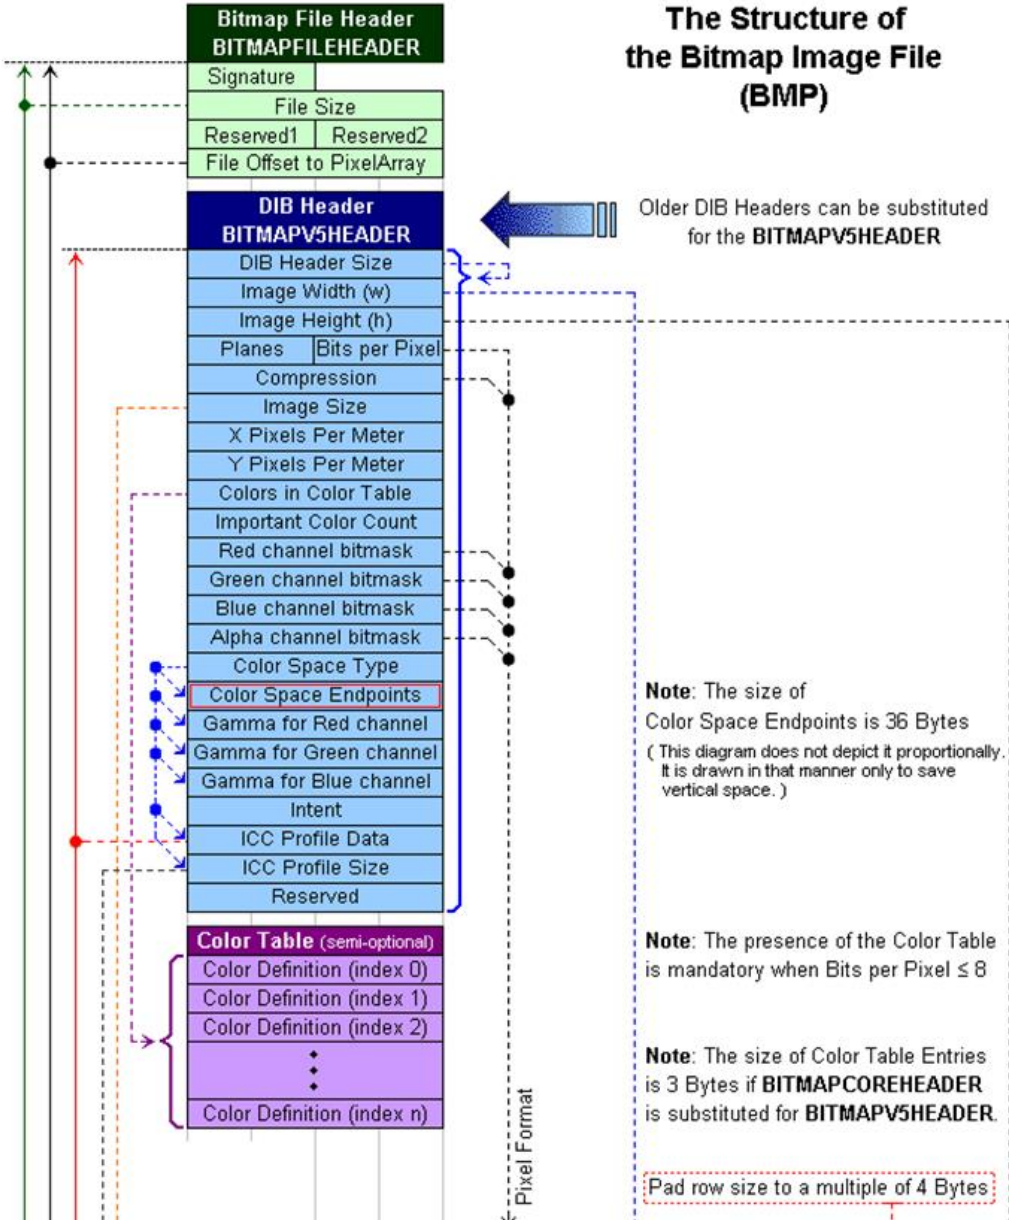 Bitmap File Header
BITMAPFILEHEADER
The Structure of
the Bitmap Image File
(BMP)
Signature
File Size
Reserved1 Reserved2
File Offset to PixelArray
DIB Header
BITMAPV5HEADER
Older DIB Headers can be substituted
for the BITMAPV5HEADER
DIB Header Size
Image Width (w)
Image Height (h)
Planes Bits per Pixel
Compression
Image Size
X Pixels Per Meter
Y Pixels Per Meter
Colors in Color Table
Important Color Count
Red channel bitmask
Green channel bitmask
Blue channel bitmask
Alpha channel bitmask
Color Space Type
Color Space Endpoints
Gamma for Red channel
Gamma for Green channel
Gamma for Blue channel
Intent
ICC Profile Data
ICC Profile Size
Reserved
Note: The size of
Color Space Endpoints is 36 Bytes
( This diagram does not depict it proportionally.
It is drawn in that manner only to save
vertical space. )
Color Table (semi-optional)
Color Definition (index 0)
Color Definition (index 1)
Color Definition (index 2)
Color Definition (index n)
Note: The presence of the Color Table
is mandatory when Bits per Pixel ≤ 8
Note: The size of Color Table Entries
is 3 Bytes if BITMAPCOREHEADER
is substituted for BITMAPV5HEADER.
Pixel Format
Pad row size to a multiple of 4 Bytes